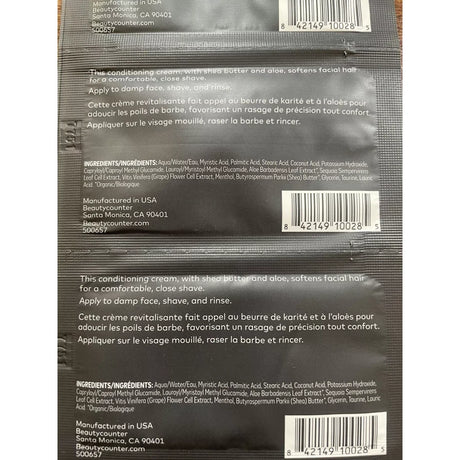 Manufactured in USA
Beautycounter
Santa Monica, CA 90401
500657
8 42149 10028 5
This conditioning cream, with shea butter and aloe, softens facial hair
for a comfortable, close shave.
Apply to damp face, shave, and rinse.
Cette crème revitalisante fait appel au beurre de karité et à l'aloès pour
adoucir les poils de barbe, favorisant un rasage de précision tout confort.
Appliquer sur le visage mouillé, raser la barbe et rincer.
INGREDIENTS/INGRÉDIENTS: Aqua/Water/Eau, Myristic Acid, Palmitic Acid, Stearic Acid, Coconut Acid, Potassium Hydroxide,
Capryloyl/Caproyl Methyl Glucamide, Lauroyl/Myristoyl Methyl Glucamide, Aloe Barbadensis Leaf Extract*, Sequoia Sempervirens
Leaf Cell Extract, Vitis Vinifera (Grape) Flower Cell Extract, Menthol, Butyrospermum Parkii (Shea) Butter*, Glycerin, Taurine, Lauric
Acid. *Organic/Biologique
Manufactured in USA
Beautycounter
Santa Monica, CA 90401
500657
8 42149 10028 5
This conditioning cream, with shea butter and aloe, softens facial hair
for a comfortable, close shave.
Apply to damp face, shave, and rinse.
Cette crème revitalisante fait appel au beurre de karité et à l'aloès pour
adoucir les poils de barbe, favorisant un rasage de précision tout confort.
Appliquer sur le visage mouillé, raser la barbe et rincer.
INGREDIENTS/INGRÉDIENTS: Aqua/Water/Eau, Myristic Acid, Palmitic Acid, Stearic Acid, Coconut Acid, Potassium Hydroxide,
Capryloyl/Caproyl Methyl Glucamide, Lauroyl/Myristoyl Methyl Glucamide, Aloe Barbadensis Leaf Extract*, Sequoia Sempervirens
Leaf Cell Extract, Vitis Vinifera (Grape) Flower Cell Extract, Menthol, Butyrospermum Parkii (Shea) Butter*, Glycerin, Taurine, Lauric
Acid. *Organic/Biologique
Manufactured in USA
Beautycounter
Santa Monica, CA 90401
500657
8 42149 10028 5